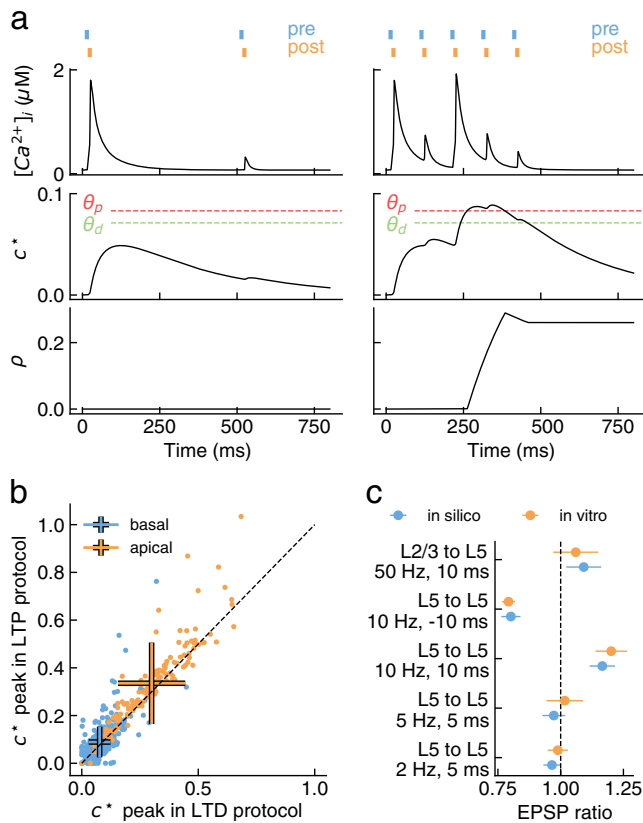 a
pre pre
post post
[Ca²⁺]ᵢ (μM)
2
0
c*
0.1
0.0
θp θp
θd θd
ρ
0.2
0.0
0 250 500 750 0 250 500 750
Time (ms) Time (ms)
b
basal
apical
c* peak in LTP protocol
1.0
0.8
0.6
0.4
0.2
0.0
0.0 0.5 1.0
c* peak in LTD protocol
c
in silico in vitro
L2/3 to L5
50 Hz, 10 ms
L5 to L5
10 Hz, -10 ms
L5 to L5
10 Hz, 10 ms
L5 to L5
5 Hz, 5 ms
L5 to L5
2 Hz, 5 ms
0.75 1.00 1.25
EPSP ratio